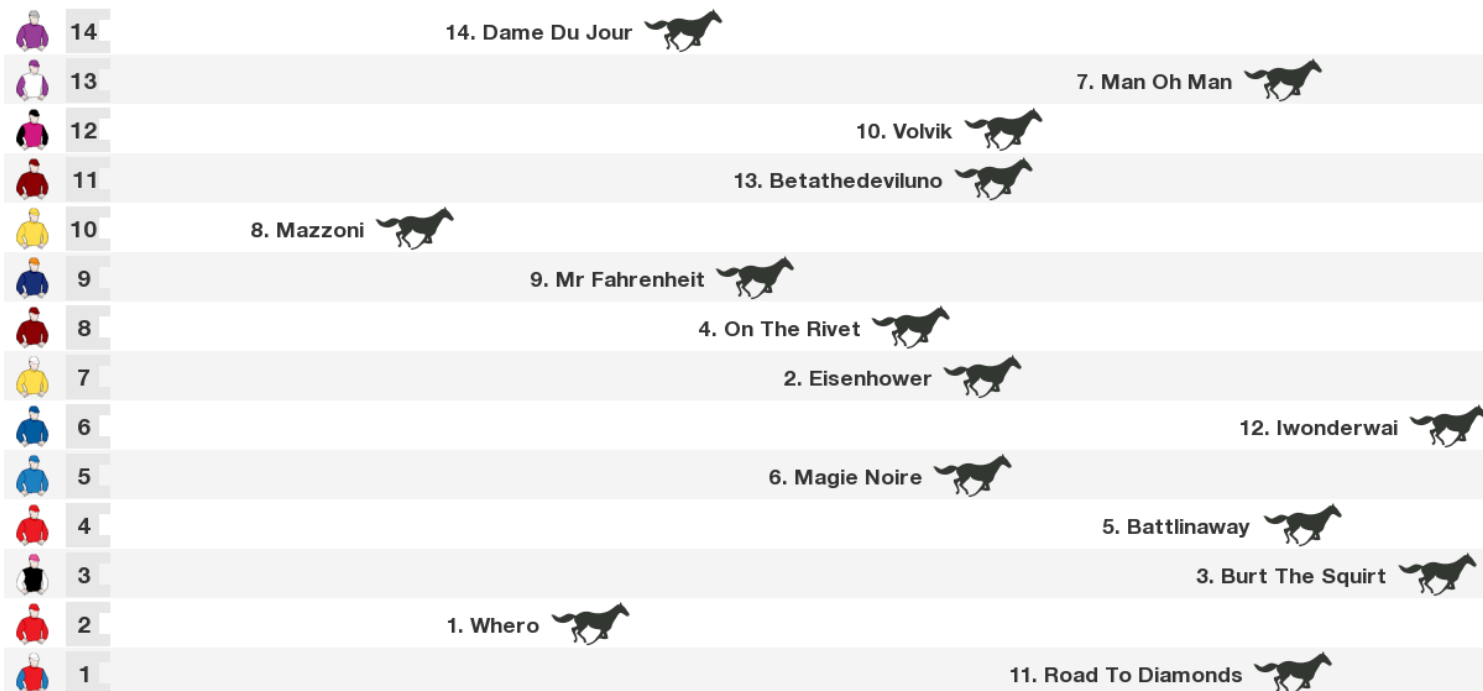 14 14. Dame Du Jour
13 7. Man Oh Man
12 10. Volvik
11 13. Betathedeviluno
10 8. Mazzoni
9 9. Mr Fahrenheit
8 4. On The Rivet
7 2. Eisenhower
6 12. Iwonderwai
5 6. Magie Noire
4 5. Battlinaway
3 3. Burt The Squirt
2 1. Whero
1 11. Road To Diamonds